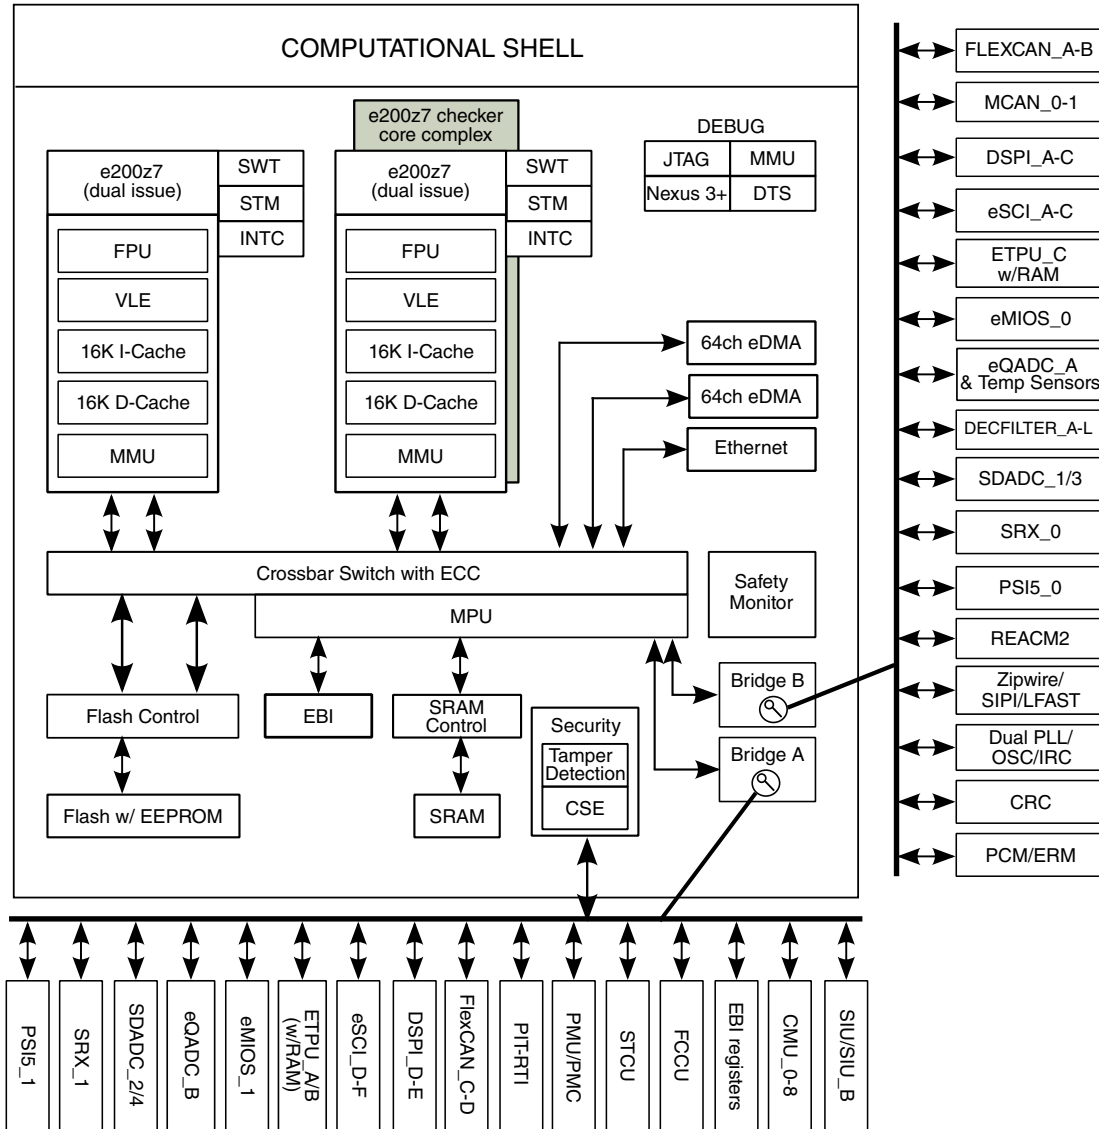 COMPUTATIONAL SHELL
e200z7 checker
core complex
e200z7
(dual issue)
SWT
STM
INTC
FPU
VLE
16K I-Cache
16K D-Cache
MMU
e200z7
(dual issue)
SWT
STM
INTC
FPU
VLE
16K I-Cache
16K D-Cache
MMU
DEBUG
JTAG
MMU
Nexus 3+
DTS
64ch eDMA
64ch eDMA
Ethernet
Crossbar Switch with ECC
MPU
Safety
Monitor
Flash Control
EBI
SRAM
Control
Security
Tamper
Detection
CSE
Bridge B
Bridge A
Flash w/ EEPROM
SRAM
FLEXCAN_A-B
MCAN_0-1
DSPI_A-C
eSCI_A-C
ETPU_C
w/RAM
eMIOS_0
eQADC_A
& Temp Sensors
DECFILTER_A-L
SDADC_1/3
SRX_0
PSI5_0
REACM2
Zipwire/
SIPI/LFAST
Dual PLL/
OSC/IRC
CRC
PCM/ERM
PSI5_1
SRX_1
SDADC_2/4
eQADC_B
eMIOS_1
ETPU_A/B
(w/RAM)
eSCI_D-F
DSPI_D-E
FlexCAN_C-D
PIT-RTI
PMU/PMC
STCU
FCCU
EBI registers
CMU_0-8
SIU/SIU_B